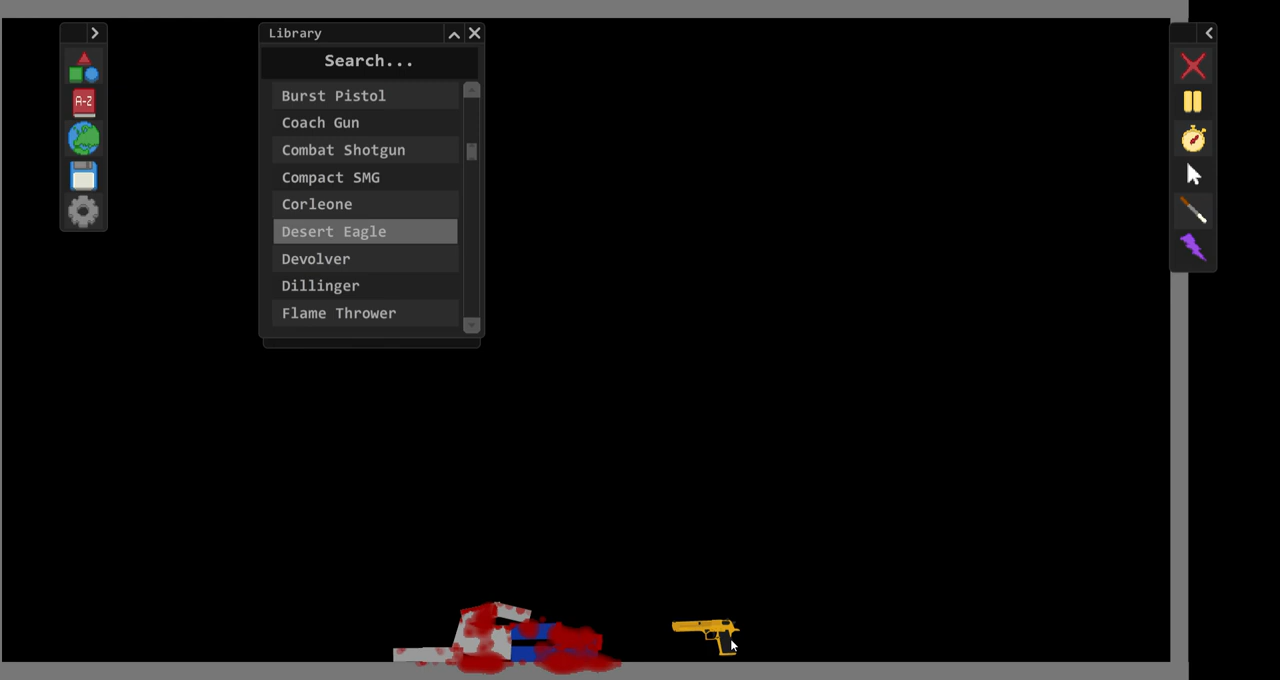 Library
Search...
A-Z
Burst Pistol
Coach Gun
Combat Shotgun
Compact SMG
Corleone
Desert Eagle
Devolver
Dillinger
Flame Thrower